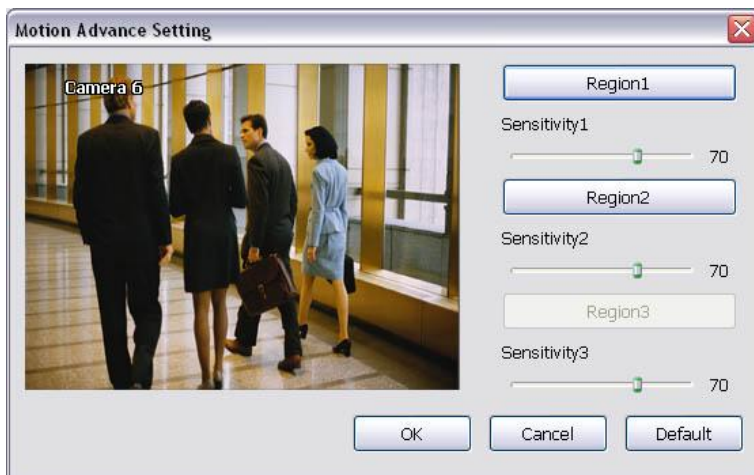 Motion Advance Setting
Camera 6
Region1
Sensitivity1
70
Region2
Sensitivity2
70
Region3
Sensitivity3
70
OK
Cancel
Default